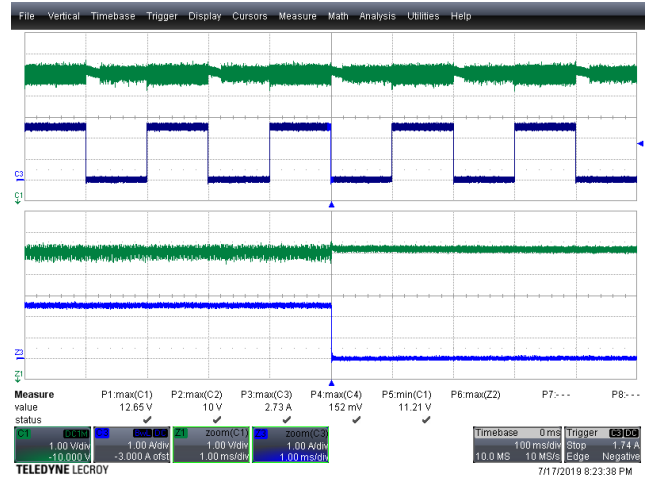 File Vertical Timebase Trigger Display Cursors Measure Math Analysis Utilities Help
C3
C1
Z3
Z1
Measure P1:max(C1) P2:max(C2) P3:max(C3) P4:max(C4) P5:min(C1) P6:max(Z2) P7:- - - P8:- - -
value 12.65 V 10 V 2.73 A 152 mV 11.21 V
status
C1 DC1M Z1 zoom(C1) zoom(C3) Timebase 0 ms Trigger C3 DC
1.00 V/div 1.00 A/div 1.00 V/div 1.00 A/div 100 ms/div Stop 1.74 A
-10.000 V -3.000 A ofst 1.00 ms/div 1.00 ms/div 10.0 MS 10 MS/s Edge Negative
TELEDYNE LECROY 7/17/2019 8:23:38 PM